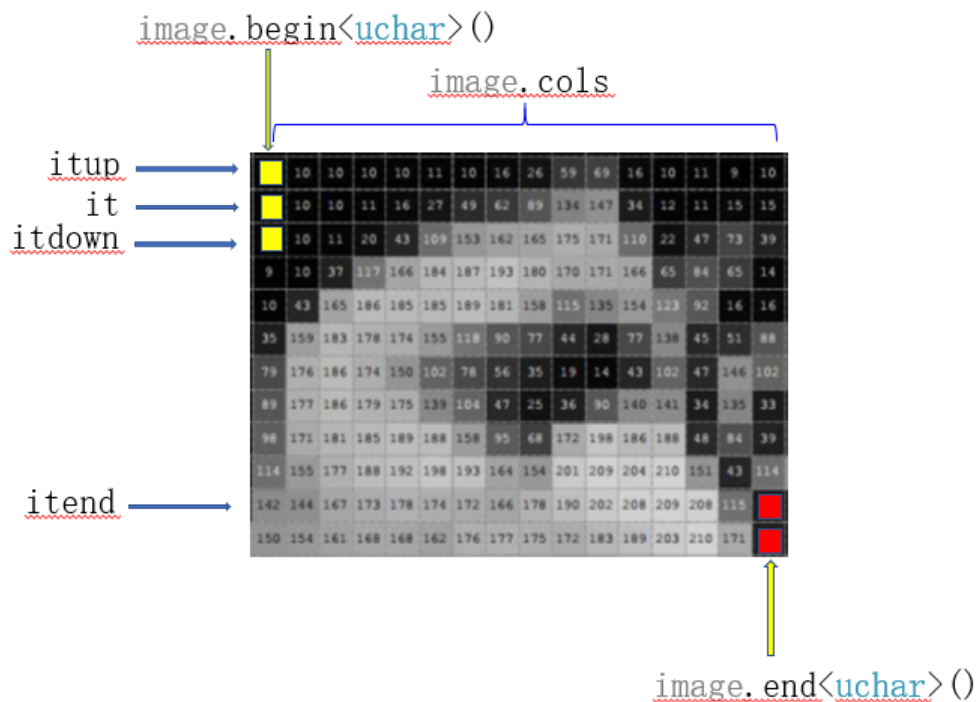 image.begin<uchar>()
image.cols
itup 10 10 10 10 11 10 16 26 59 69 16 10 11 9 10
it 10 10 11 16 27 49 62 89 134 147 34 12 11 15 15
itdown 10 11 20 43 109 153 162 165 175 171 110 22 47 73 39
9 10 37 117 166 184 187 193 180 170 171 166 65 84 65 14
10 43 165 186 185 185 189 181 158 115 135 154 123 92 16 16
35 159 183 178 174 155 118 90 77 44 28 77 138 45 51 88
79 176 186 174 150 102 78 56 35 19 14 43 102 47 146 102
89 177 186 179 175 139 104 47 25 36 90 140 141 34 135 33
98 171 181 185 189 188 158 95 68 172 198 186 188 48 84 39
114 155 177 188 192 198 193 164 154 201 209 204 210 151 43 114
itend 142 144 167 173 178 174 172 166 178 190 202 208 209 208 115
150 154 161 168 168 162 176 177 175 172 183 189 203 210 171
image.end<uchar>()